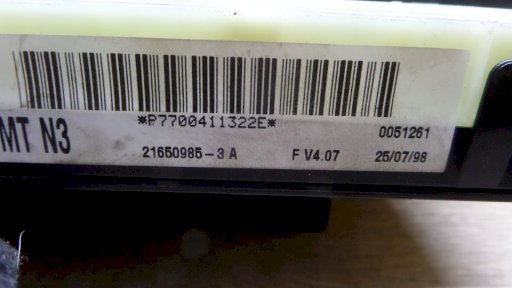 *P7700411322E*
0051261
MT N3
21650985-3 A F V4.07 25/07/98